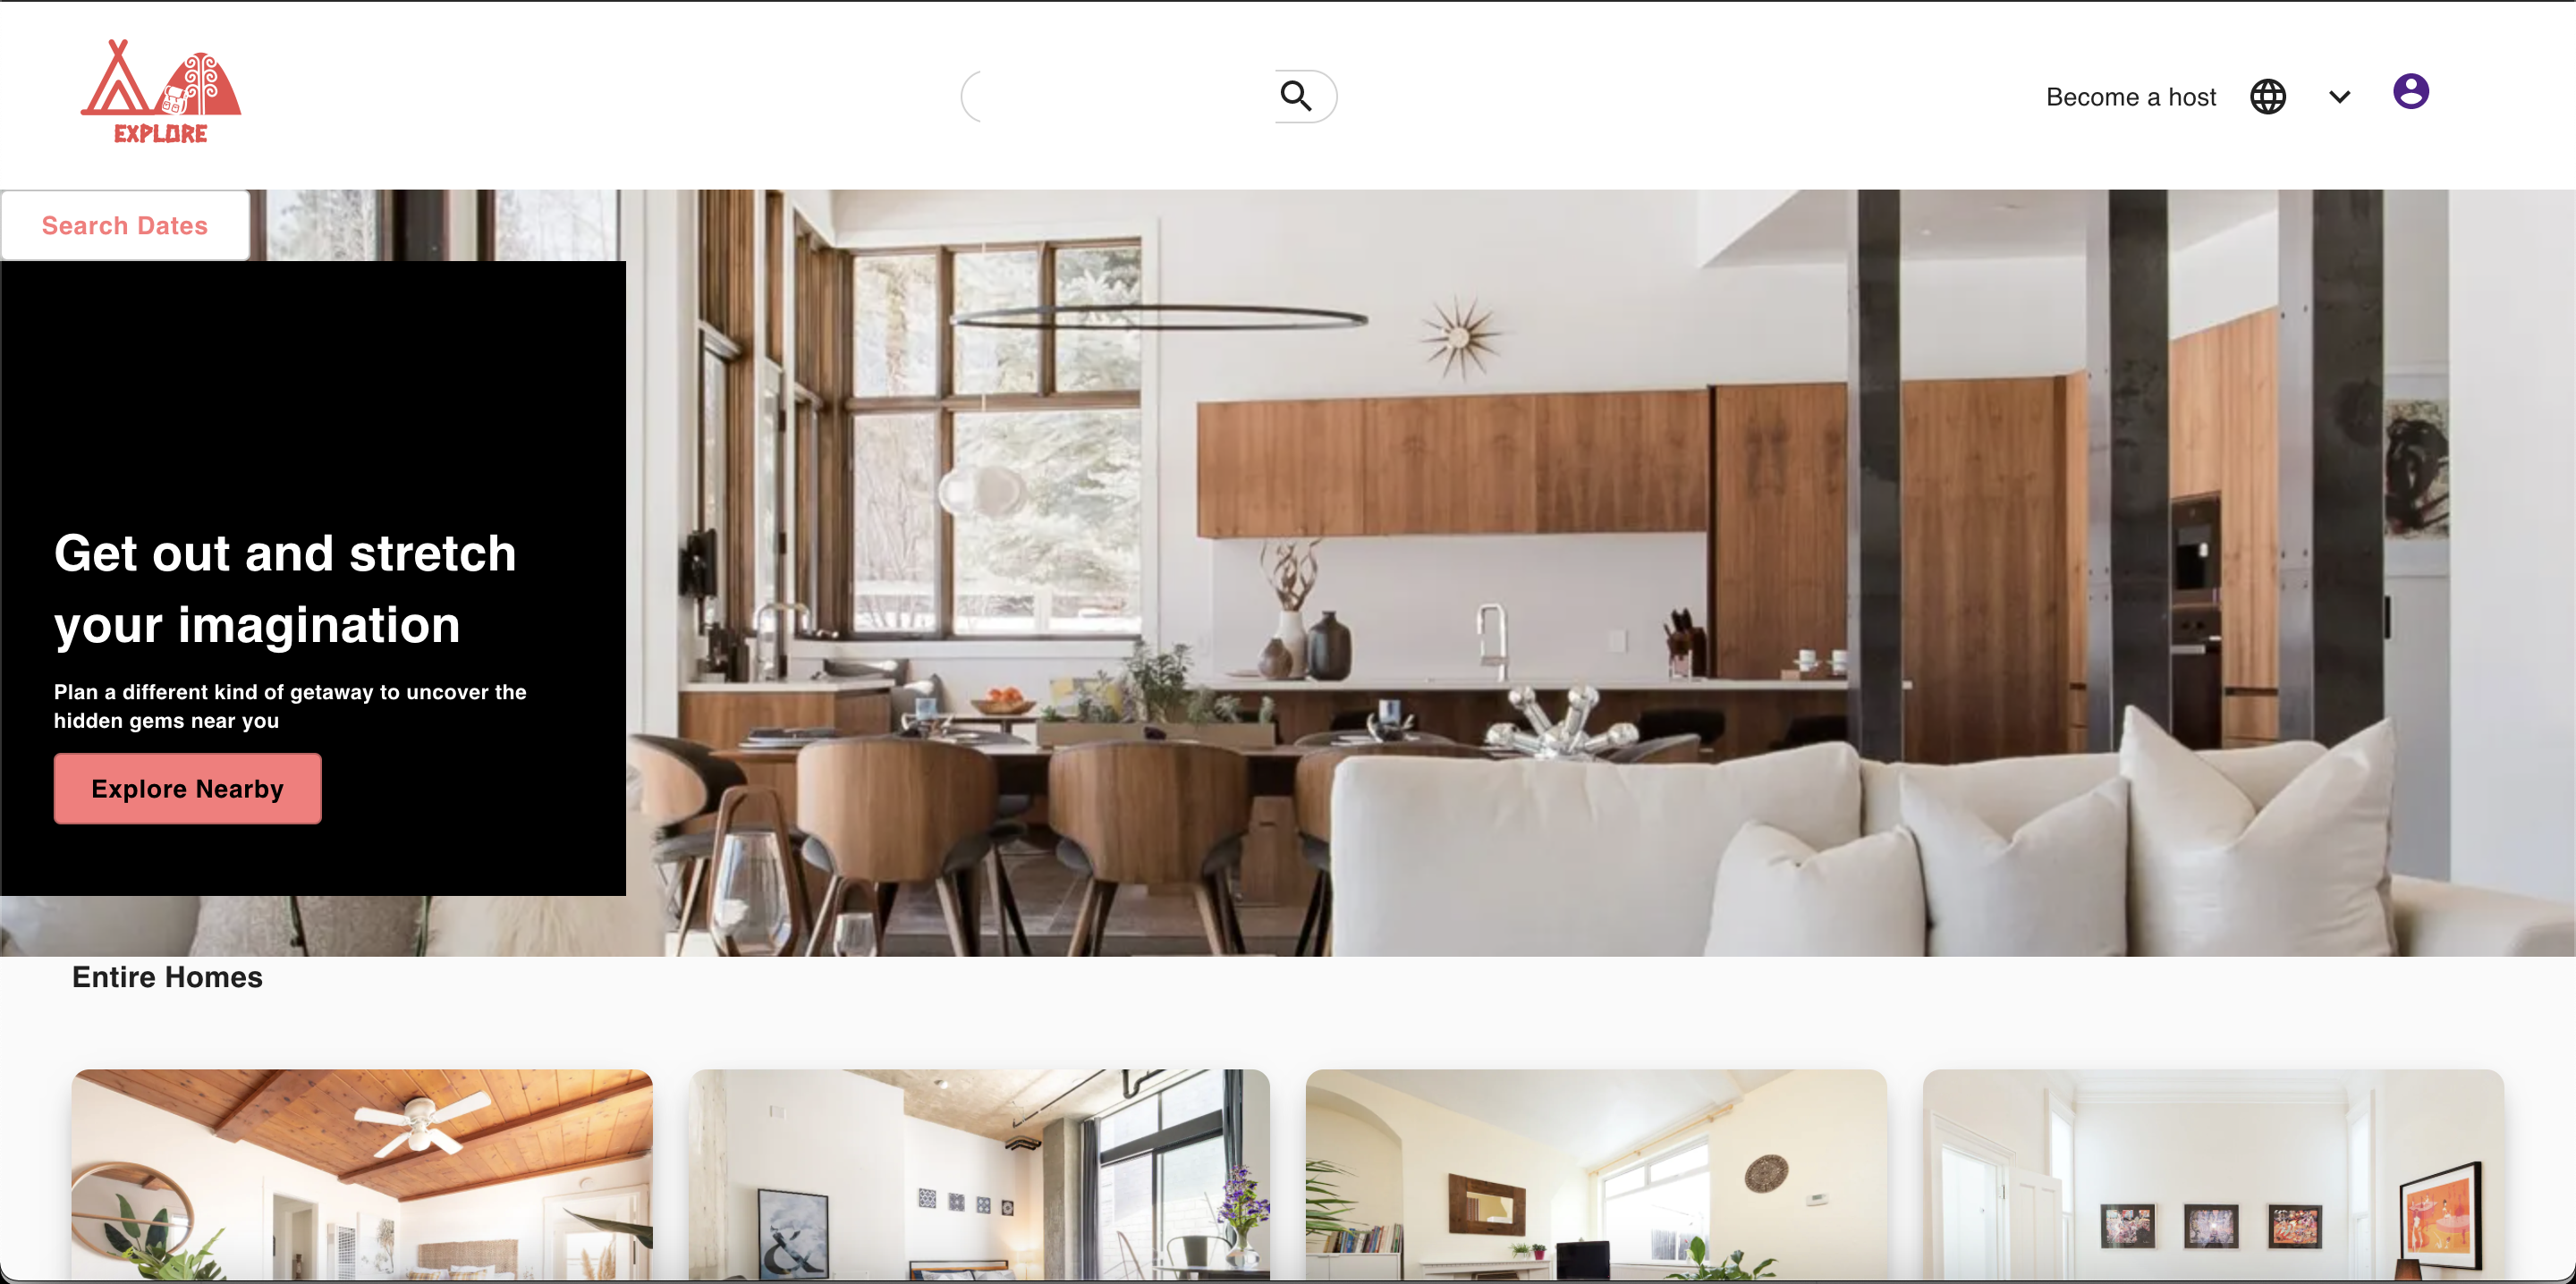 EXPLORE
Become a host
Search Dates
Get out and stretch
your imagination
Plan a different kind of getaway to uncover the
hidden gems near you
Explore Nearby
Entire Homes
&